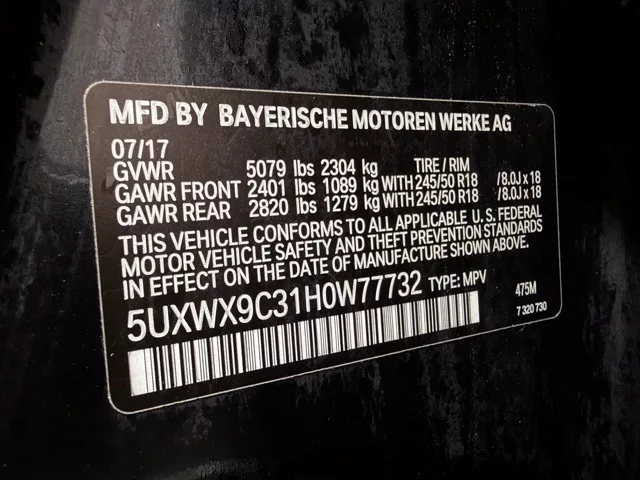 MFD BY BAYERISCHE MOTOREN WERKE AG
07/17
GVWR 5079 lbs 2304 kg TIRE / RIM
GAWR FRONT 2401 lbs 1089 kg WITH 245/50 R18 / 8.0J x 18
GAWR REAR 2820 lbs 1279 kg WITH 245/50 R18 / 8.0J x 18
THIS VEHICLE CONFORMS TO ALL APPLICABLE U.S. FEDERAL
MOTOR VEHICLE SAFETY AND THEFT PREVENTION STANDARDS
IN EFFECT ON THE DATE OF MANUFACTURE SHOWN ABOVE.
5UXWX9C31H0W77732 TYPE: MPV 475M
7 320 730